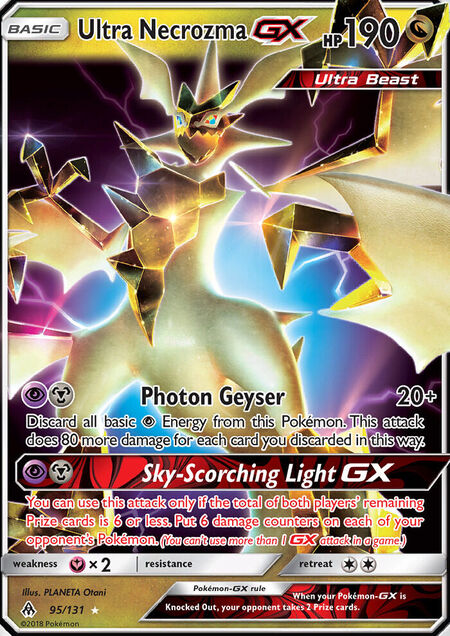 BASIC Ultra Necrozma GX HP 190
Ultra Beast
Photon Geyser 20+
Discard all basic Energy from this Pokémon. This attack
does 80 more damage for each card you discarded in this way.
Sky-Scorching Light GX
You can use this attack only if the total of both players' remaining
Prize cards is 6 or less. Put 6 damage counters on each of your
opponent's Pokémon. (You can't use more than 1 GX attack in a game.)
weakness ×2 resistance retreat
Illus. PLANETA Otani
95/131
©2018 Pokémon
Pokémon-GX rule
When your Pokémon-GX is
Knocked Out, your opponent takes 2 Prize cards.